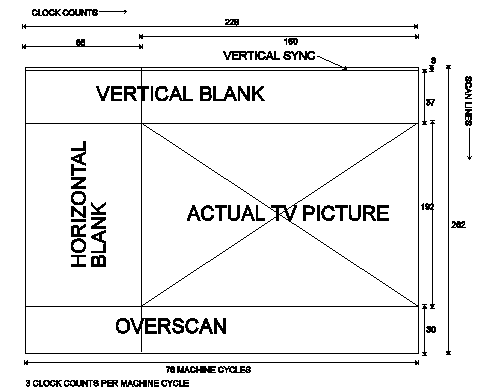 CLOCK COUNTS
228
68 160
VERTICAL SYNC
3
VERTICAL BLANK
37
SCAN LINES
HORIZONTAL
BLANK
ACTUAL TV PICTURE
192
262
OVERSCAN
30
76 MACHINE CYCLES
3 CLOCK COUNTS PER MACHINE CYCLE